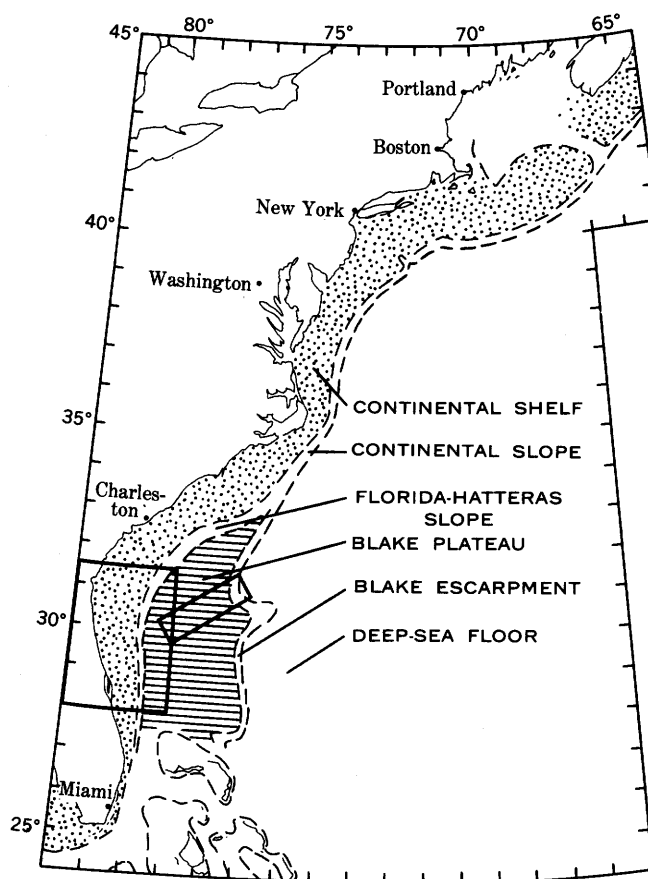 80°
75°
70°
65°
45°
Portland
Boston
New York
40°
Washington
CONTINENTAL SHELF
35°
CONTINENTAL SLOPE
Charles-
ton
FLORIDA-HATTERAS
SLOPE
BLAKE PLATEAU
BLAKE ESCARPMENT
30°
DEEP-SEA FLOOR
Miami
25°